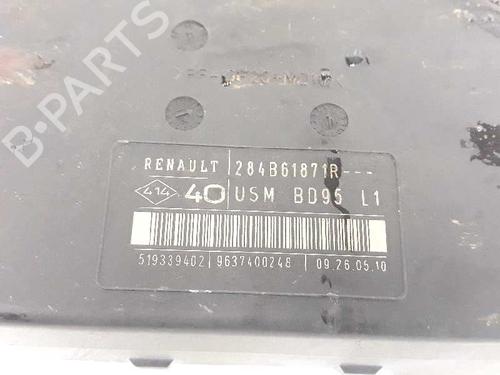 RENAULT 284B61871R---
414 40 USM BD95 L1
519339402 9637400248 09.26.05.10
B-PARTS